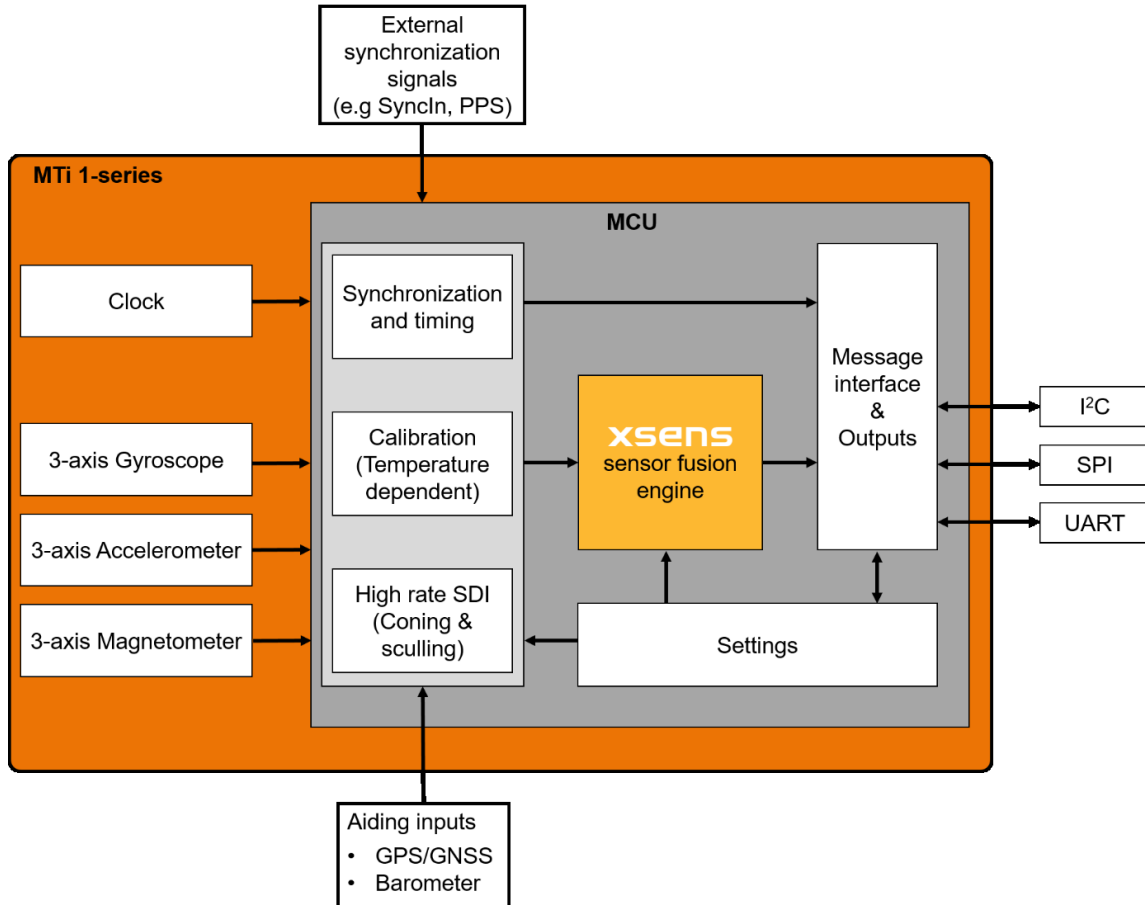 External
synchronization
signals
(e.g SyncIn, PPS)
MTi 1-series
MCU
Clock
Synchronization
and timing
Message
interface
&
Outputs
I²C
3-axis Gyroscope
Calibration
(Temperature
dependent)
xsens
sensor fusion
engine
SPI
UART
3-axis Accelerometer
3-axis Magnetometer
High rate SDI
(Coning &
sculling)
Settings
Aiding inputs
• GPS/GNSS
• Barometer